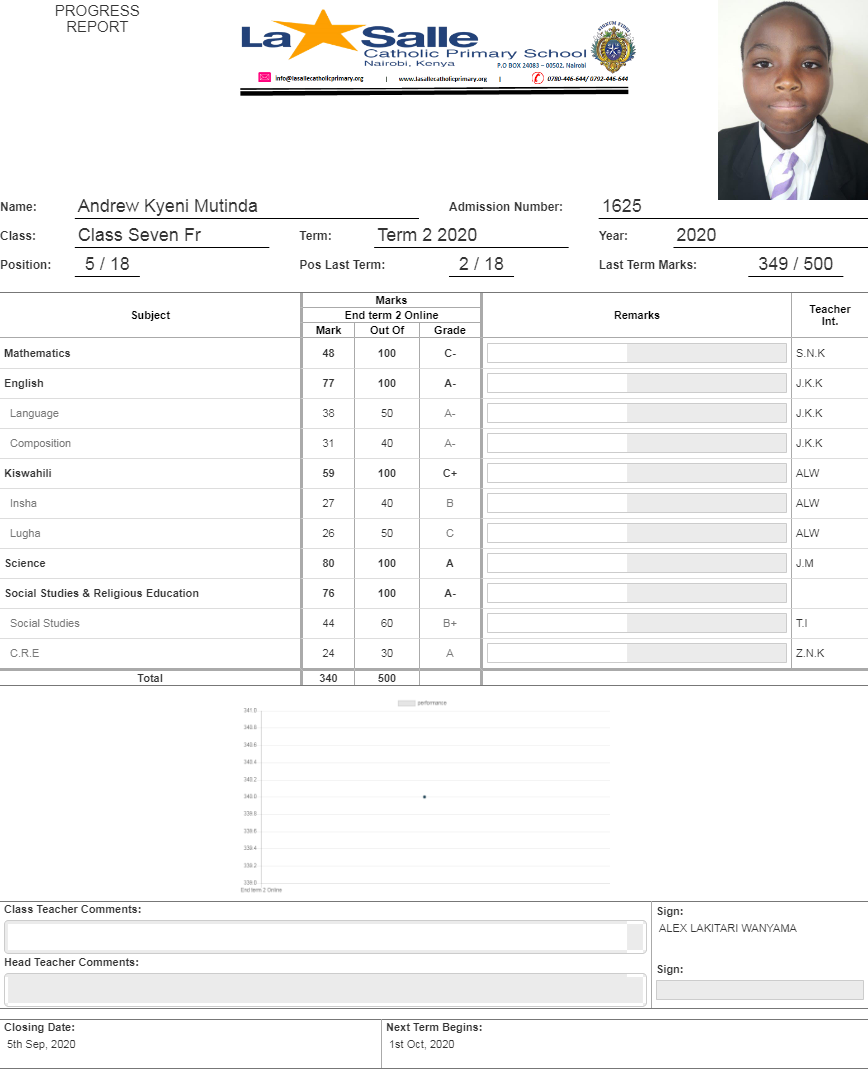 PROGRESS
REPORT
La Salle
Catholic Primary School
Nairobi, Kenya
P.O BOX 24083 – 00502, Nairobi
info@lasallecatholicprimary.org | www.lasallecatholicprimary.org | 0780-446-644/ 0792-446-644
Name: Andrew Kyeni Mutinda Admission Number: 1625
Class: Class Seven Fr Term: Term 2 2020 Year: 2020
Position: 5 / 18 Pos Last Term: 2 / 18 Last Term Marks: 349 / 500
Subject Marks Remarks Teacher Int.
End term 2 Online
Mark Out Of Grade
Mathematics 48 100 C- S.N.K
English 77 100 A- J.K.K
Language 38 50 A- J.K.K
Composition 31 40 A- J.K.K
Kiswahili 59 100 C+ ALW
Insha 27 40 B ALW
Lugha 26 50 C ALW
Science 80 100 A J.M
Social Studies & Religious Education 76 100 A-
Social Studies 44 60 B+ T.I
C.R.E 24 30 A Z.N.K
Total 340 500
performance
341.0
340.8
340.6
340.4
340.2
340.0
339.8
339.6
339.4
339.2
339.0
End term 2 Online
Class Teacher Comments: Sign:
ALEX LAKITARI WANYAMA
Head Teacher Comments: Sign:
Closing Date: Next Term Begins:
5th Sep, 2020 1st Oct, 2020